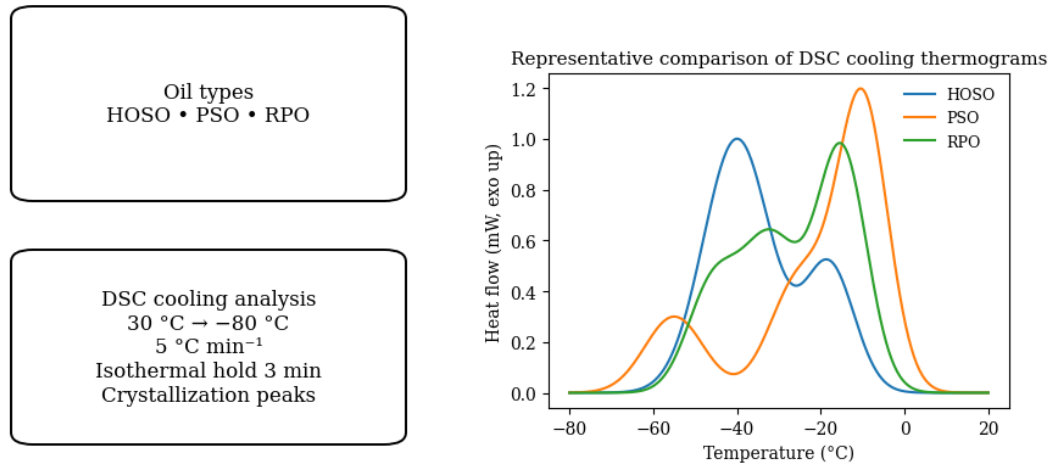 Oil types
HOSO • PSO • RPO
DSC cooling analysis
30 °C → −80 °C
5 °C min⁻¹
Isothermal hold 3 min
Crystallization peaks
Representative comparison of DSC cooling thermograms
Heat flow (mW, exo up)
1.2
1.0
0.8
0.6
0.4
0.2
0.0
HOSO
PSO
RPO
−80
−60
−40
−20
0
20
Temperature (°C)